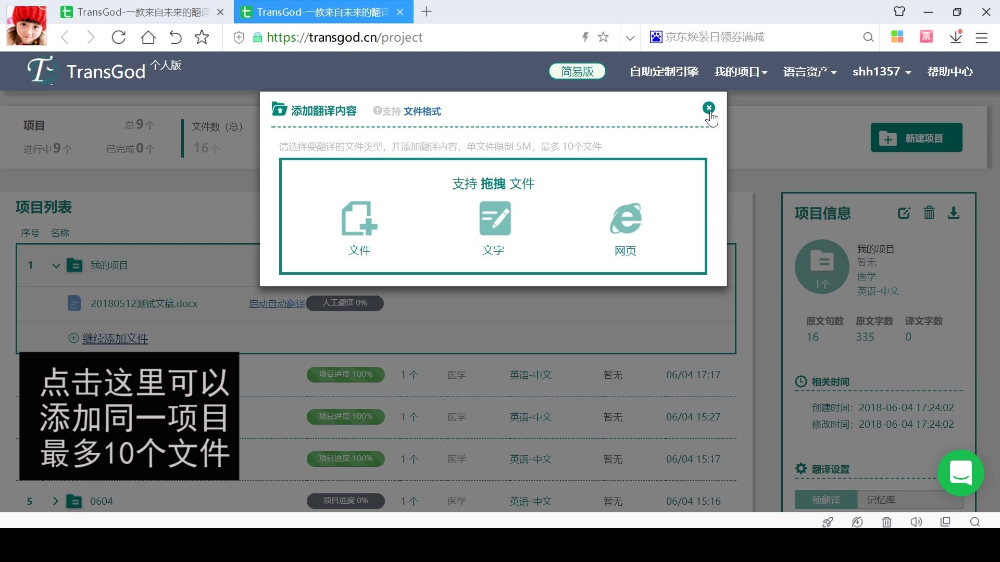 TransGod-一款来自未来的翻译
TransGod-一款来自未来的翻译
https://transgod.cn/project
京东焕装日领券满减
票
TransGod 个人版
简易版
自助定制引擎
我的项目
语言资产
shh1357
帮助中心
项目
总9个
进行中9个
已完成0个
文件数（总）
16个
新建项目
添加翻译内容
支持 文件格式
请选择要翻译的文件类型，并添加翻译内容，单文件限制 5M，最多 10个文件
支持 拖拽 文件
文件
文字
网页
项目列表
序号 名称
1 我的项目
20180512测试文稿.docx 启动自动翻译 人工翻译 0%
继续添加文件
点击这里可以
添加同一项目
最多10个文件
项目进度 100% 1 个 医学 英语-中文 暂无 06/04 17:17
项目进度 100% 1 个 医学 英语-中文 暂无 06/04 15:27
项目进度 100% 1 个 医学 英语-中文 暂无 06/04 15:17
5 0604 项目进度 0% 1 个 医学 英语-中文 暂无 06/04 15:16
项目信息
1个
我的项目
暂无
医学
英语-中文
原文句数 原文字数 译文字数
16 335 0
相关时间
创建时间：2018-06-04 17:24:02
修改时间：2018-06-04 17:24:02
翻译设置
预翻译 记忆库